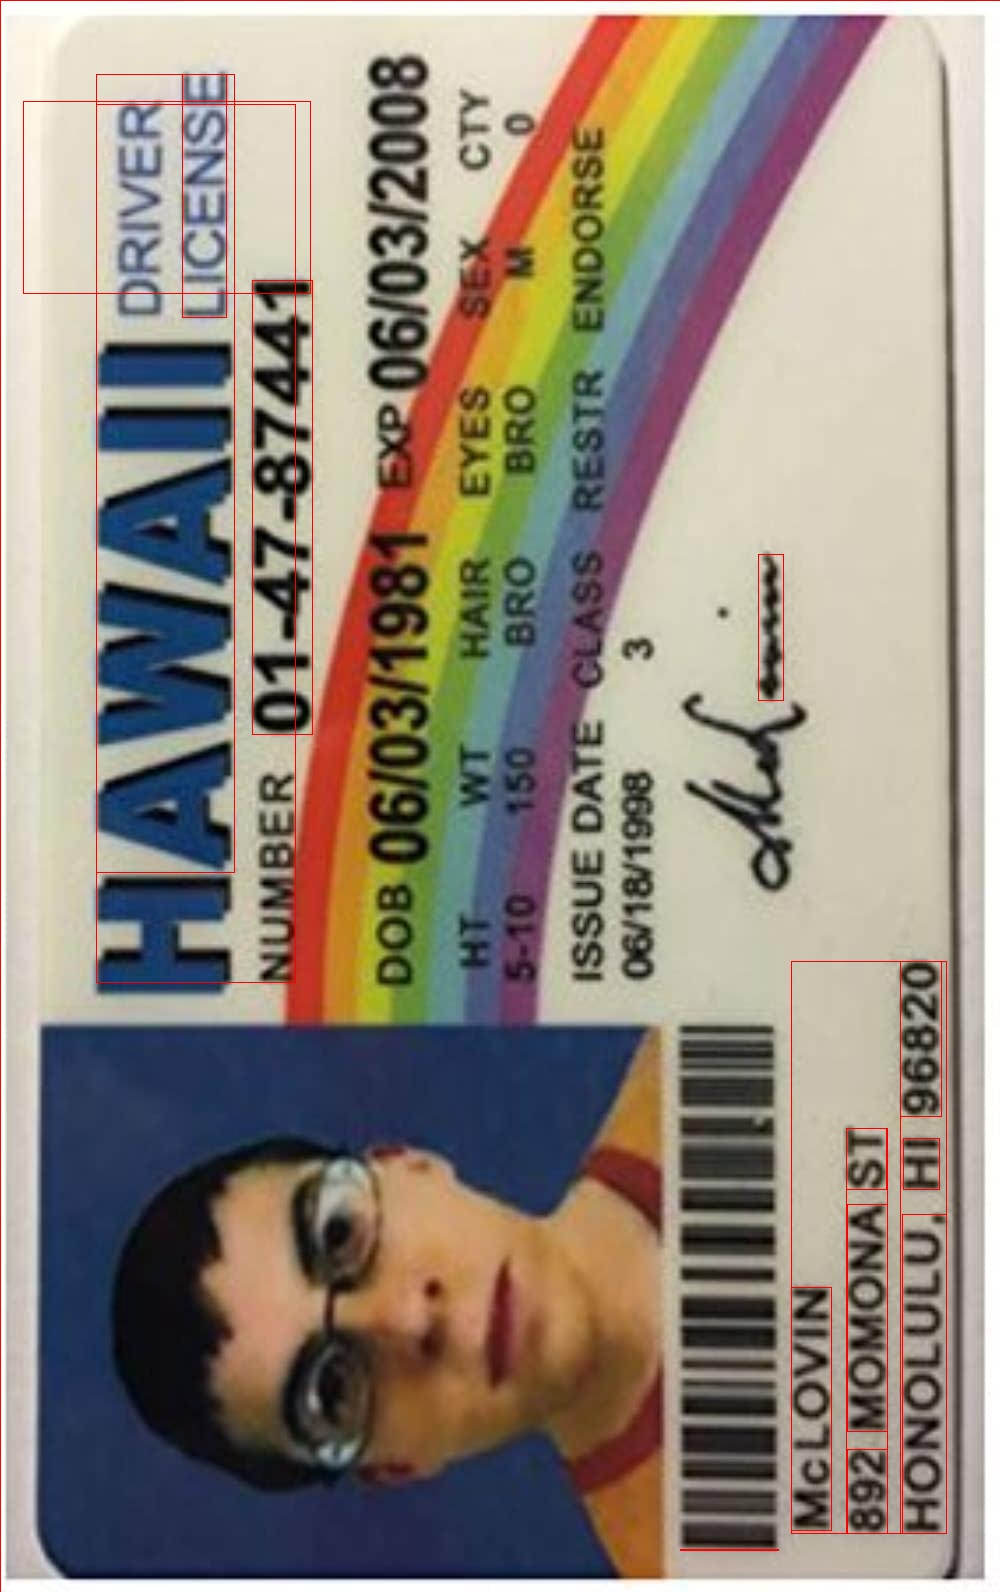 HAWAII DRIVER
LICENSE
NUMBER 01-47-87441
DOB 06/03/1981 EXP 06/03/2008
HT WT HAIR EYES SEX CTY
5-10 150 BRO BRO M 0
ISSUE DATE CLASS RESTR ENDORSE
06/18/1998 3
McLOVIN
892 MOMONA ST
HONOLULU, HI 96820